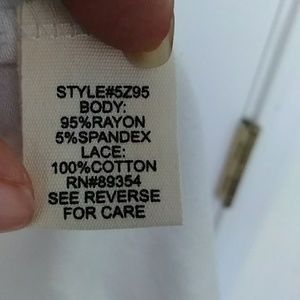 STYLE#5Z95
BODY:
95%RAYON
5%SPANDEX
LACE:
100%COTTON
RN#89354
SEE REVERSE
FOR CARE